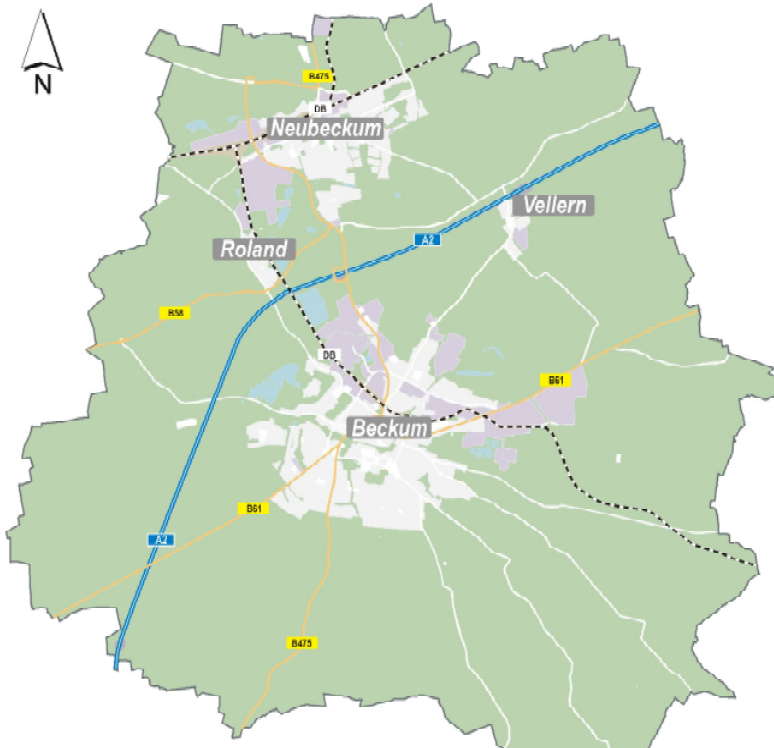 N
B475
DB
Neubeckum
Vellern
A2
Roland
B58
DB
B61
Beckum
B61
A2
B475